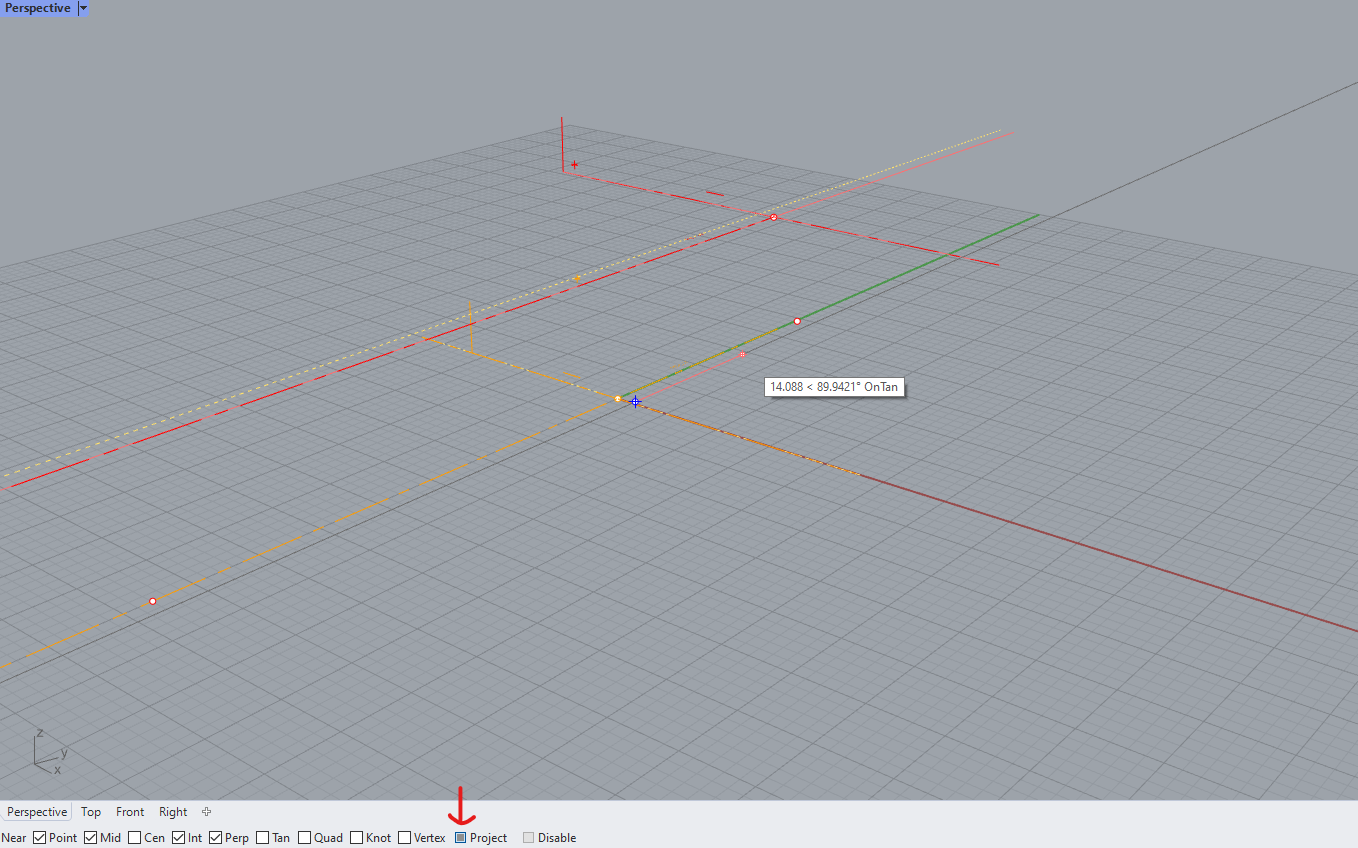 Perspective
14.088 < 89.9421° OnTan
z
y
x
Perspective Top Front Right
Near Point Mid Cen Int Perp Tan Quad Knot Vertex Project Disable